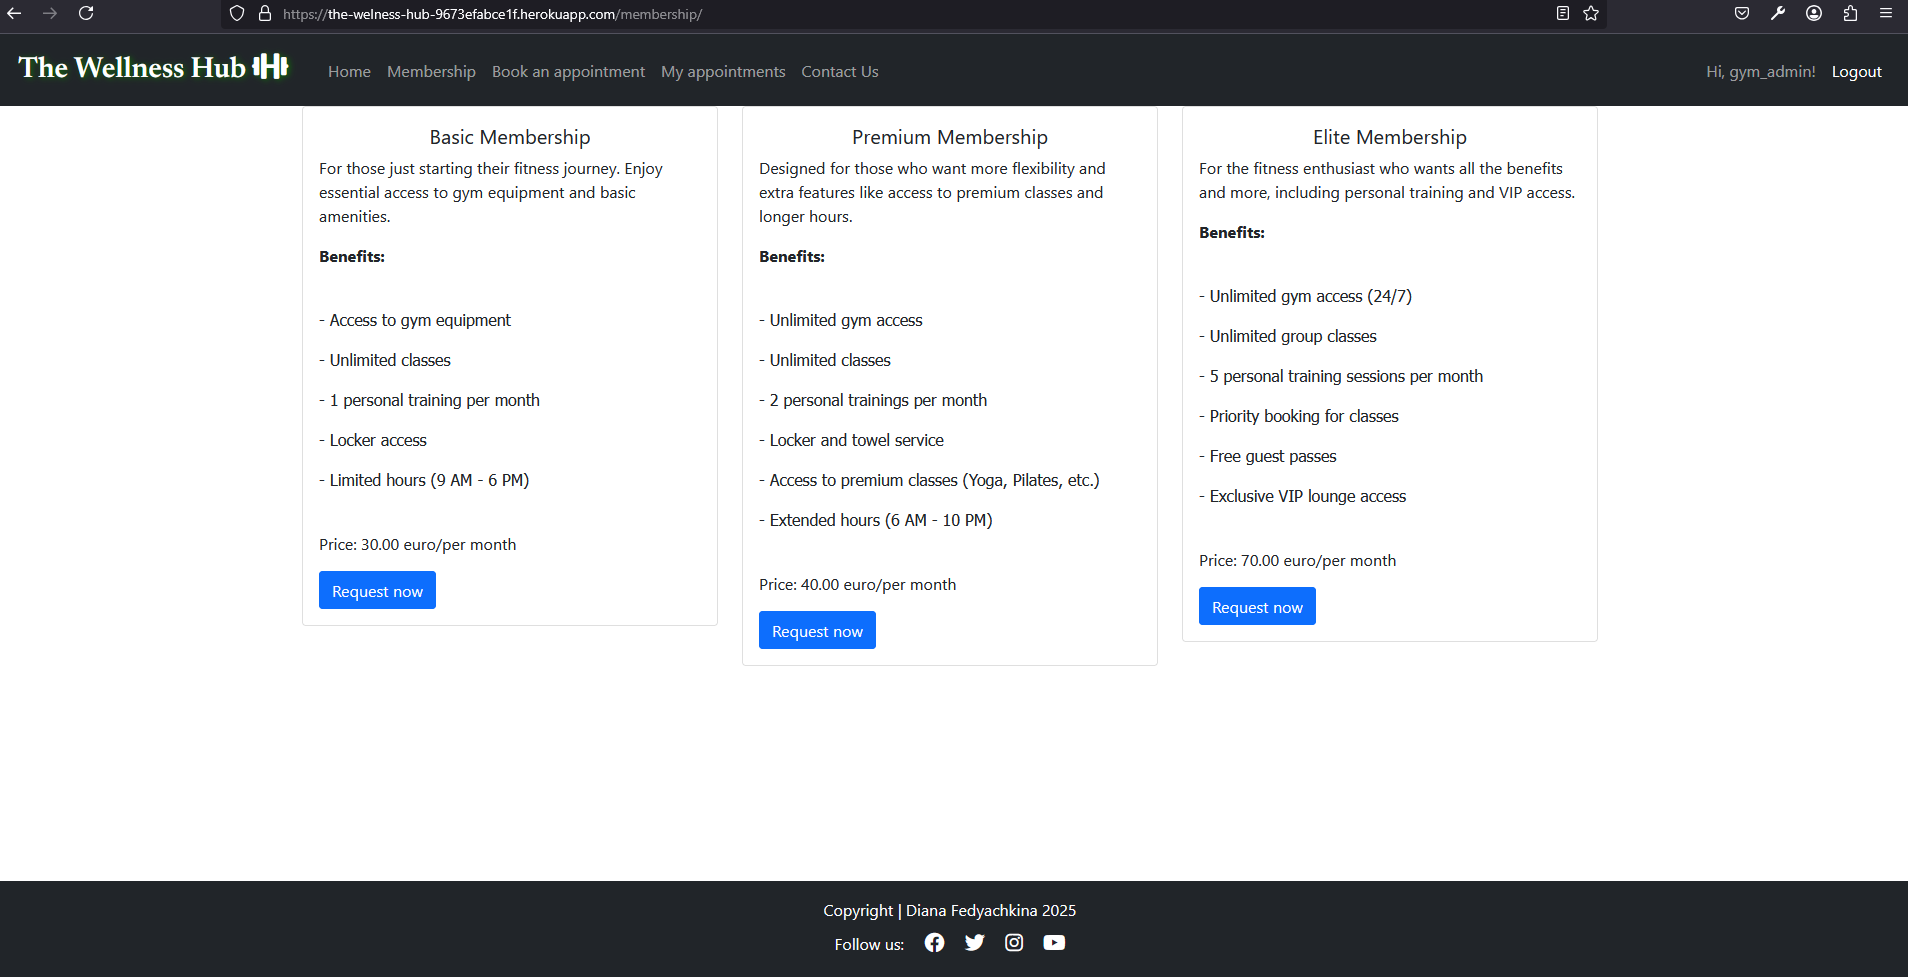 https://the-welness-hub-9673efabce1f.herokuapp.com/membership/
The Wellness Hub
Home Membership Book an appointment My appointments Contact Us
Hi, gym_admin! Logout
Basic Membership
For those just starting their fitness journey. Enjoy
essential access to gym equipment and basic
amenities.
Benefits:
- Access to gym equipment
- Unlimited classes
- 1 personal training per month
- Locker access
- Limited hours (9 AM - 6 PM)
Price: 30.00 euro/per month
Request now
Premium Membership
Designed for those who want more flexibility and
extra features like access to premium classes and
longer hours.
Benefits:
- Unlimited gym access
- Unlimited classes
- 2 personal trainings per month
- Locker and towel service
- Access to premium classes (Yoga, Pilates, etc.)
- Extended hours (6 AM - 10 PM)
Price: 40.00 euro/per month
Request now
Elite Membership
For the fitness enthusiast who wants all the benefits
and more, including personal training and VIP access.
Benefits:
- Unlimited gym access (24/7)
- Unlimited group classes
- 5 personal training sessions per month
- Priority booking for classes
- Free guest passes
- Exclusive VIP lounge access
Price: 70.00 euro/per month
Request now
Copyright | Diana Fedyachkina 2025
Follow us: